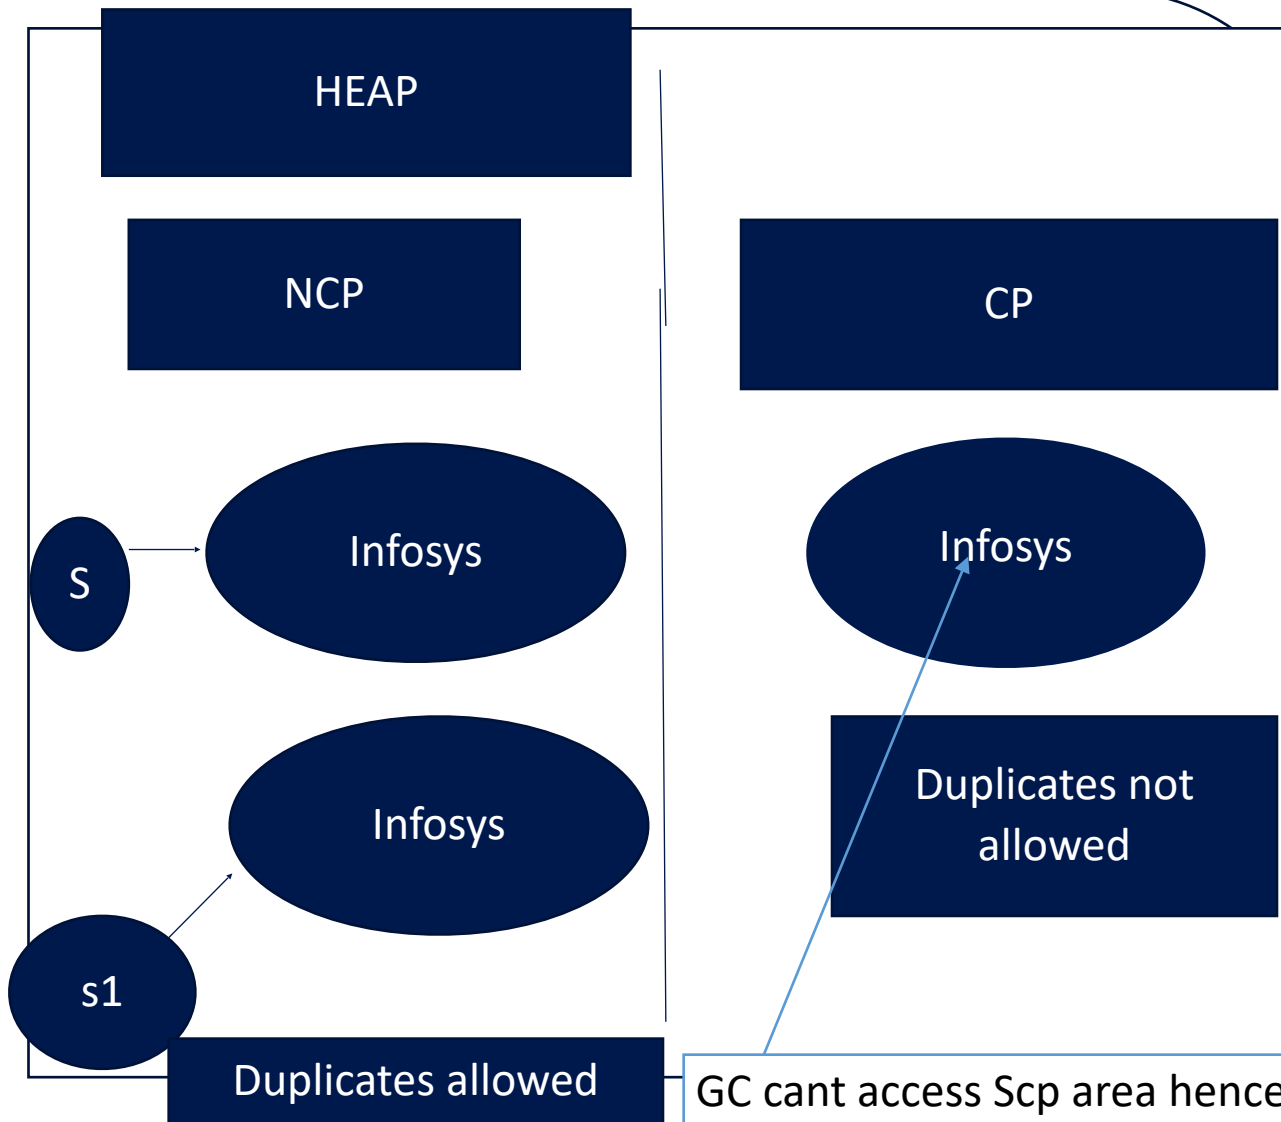 HEAP
NCP
CP
S
Infosys
Infosys
Infosys
s1
Duplicates not
allowed
Duplicates allowed
GC cant access Scp area hence